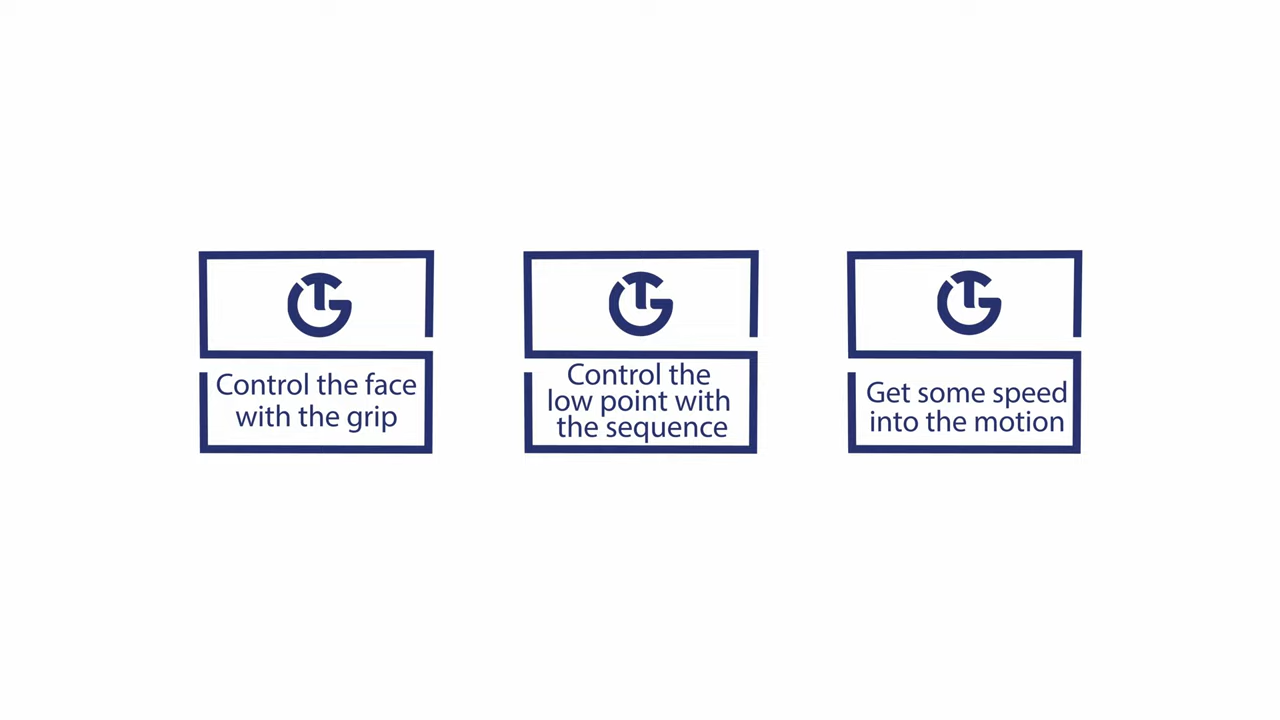 Control the face
with the grip
Control the
low point with
the sequence
Get some speed
into the motion